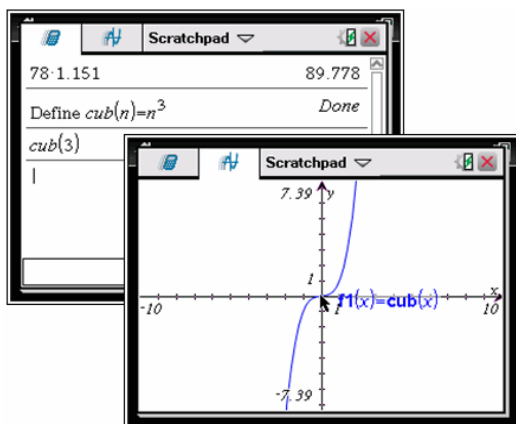 Scratchpad
78·1.151 89.778
Define cub(n)=n³ Done
cub(3)
Scratchpad
7.39 y
1
x
-10 1 10
f1(x)=cub(x)
-7.39